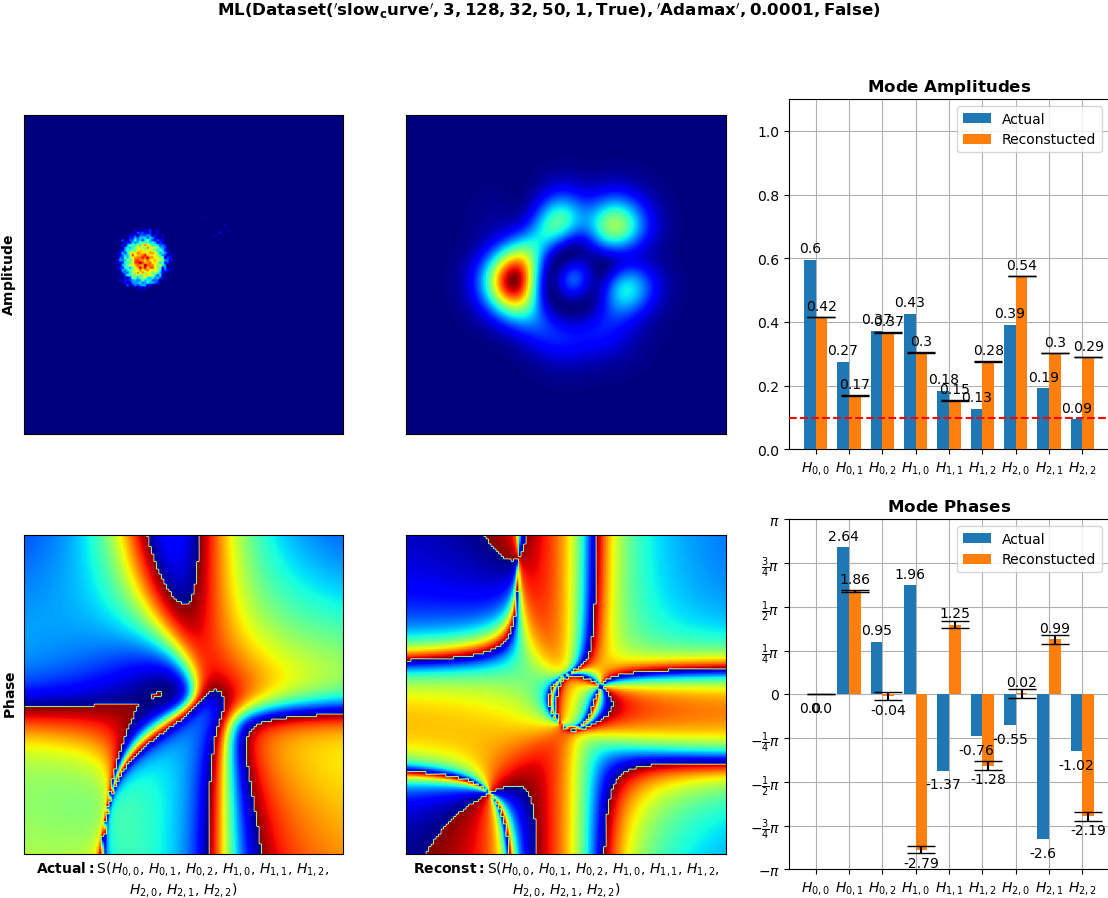 ML(Dataset('slow_curve', 3, 128, 32, 50, 1, True), 'Adamax', 0.0001, False)
Amplitude
Mode Amplitudes
Actual
Reconstucted
1.0
0.8
0.6
0.4
0.2
0.0
0.6 0.42 0.27 0.17 0.37 0.37 0.43 0.3 0.18 0.15 0.13 0.28 0.39 0.54 0.19 0.3 0.09 0.29
H0,0 H0,1 H0,2 H1,0 H1,1 H1,2 H2,0 H2,1 H2,2
Phase
Actual: S(H0,0, H0,1, H0,2, H1,0, H1,1, H1,2,
H2,0, H2,1, H2,2)
Reconst: S(H0,0, H0,1, H0,2, H1,0, H1,1, H1,2,
H2,0, H2,1, H2,2)
Mode Phases
Actual
Reconstucted
π
3/4π
1/2π
1/4π
0
−1/4π
−1/2π
−3/4π
−π
0.0 0.0 2.64 1.86 0.95 -0.04 1.96 -2.79 -1.37 1.25 -0.76 -1.28 -0.55 0.02 -2.6 0.99 -1.02 -2.19
H0,0 H0,1 H0,2 H1,0 H1,1 H1,2 H2,0 H2,1 H2,2